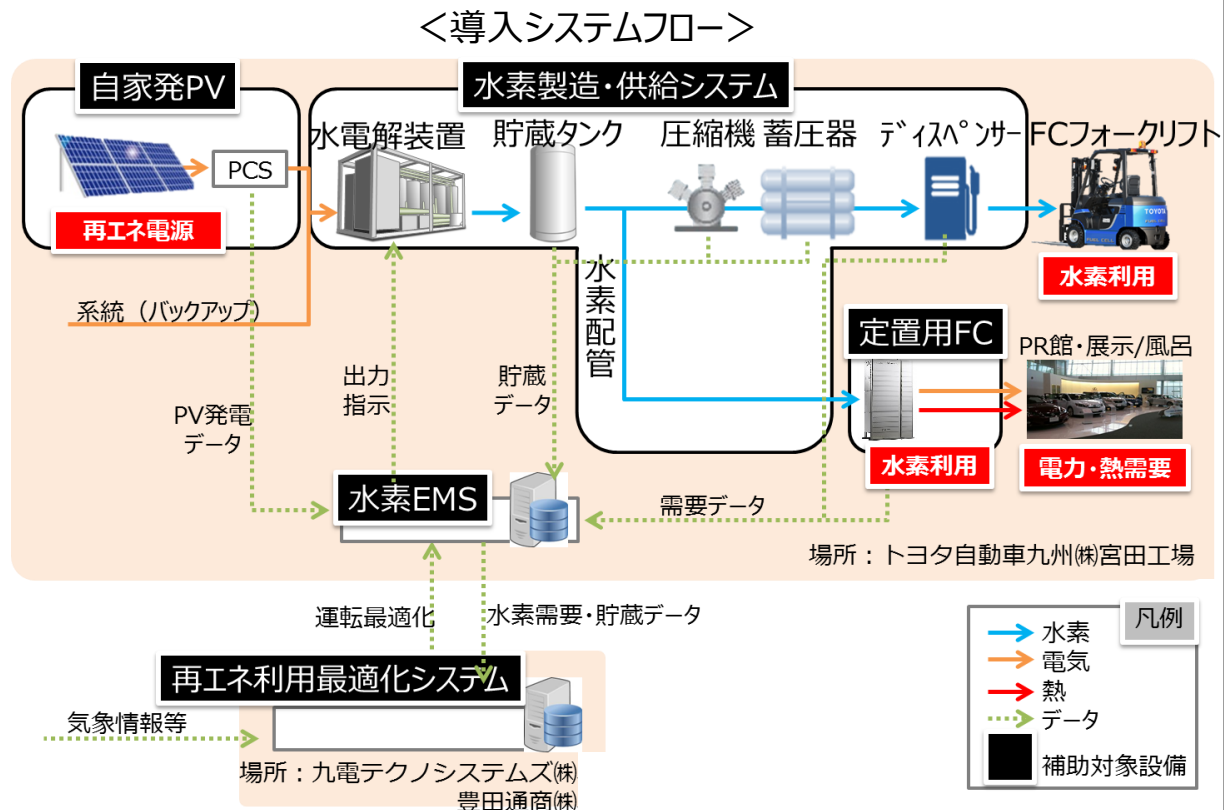 ＜導入システムフロー＞
自家発PV
水素製造・供給システム
水電解装置
貯蔵タンク
圧縮機
蓄圧器
ディスペンサー
FCフォークリフト
PCS
再エネ電源
TOYOTA
FUEL CELL
水素利用
系統（バックアップ）
水素配管
定置用FC
PR館・展示/風呂
出力
指示
貯蔵
データ
PV発電
データ
水素利用
電力・熱需要
水素EMS
需要データ
場所：トヨタ自動車九州㈱宮田工場
運転最適化
水素需要・貯蔵データ
再エネ利用最適化システム
気象情報等
場所：九電テクノシステムズ㈱
豊田通商㈱
凡例
水素
電気
熱
データ
補助対象設備